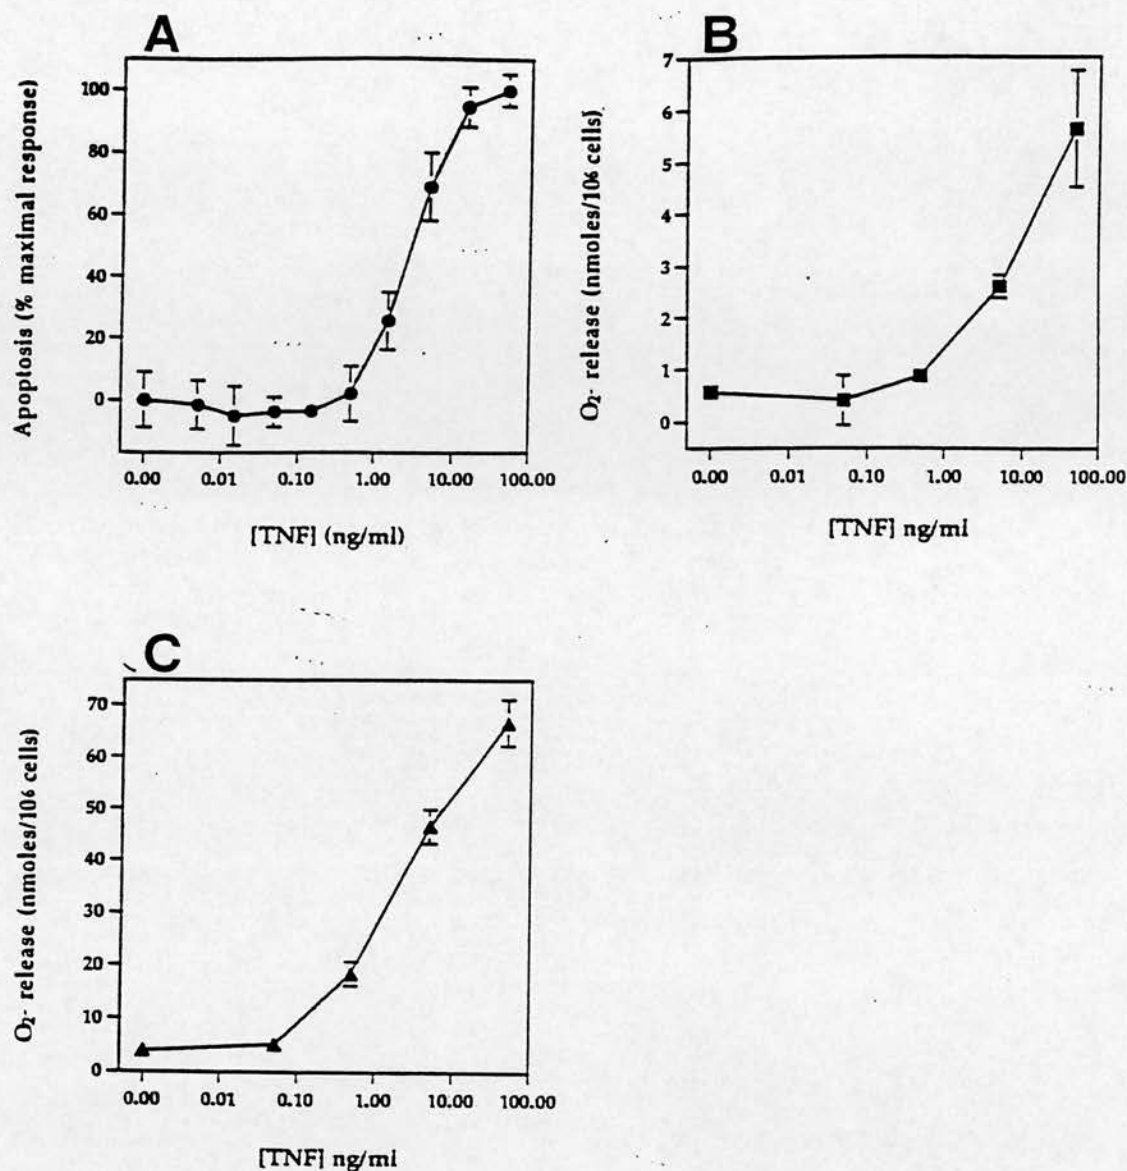 A
Apoptosis (% maximal response)
100
80
60
40
20
0
0.00 0.01 0.10 1.00 10.00 100.00
[TNF] (ng/ml)
B
O₂- release (nmoles/10⁶ cells)
7
6
5
4
3
2
1
0
0.00 0.01 0.10 1.00 10.00 100.00
[TNF] ng/ml
C
O₂- release (nmoles/10⁶ cells)
70
60
50
40
30
20
10
0
0.00 0.01 0.10 1.00 10.00 100.00
[TNF] ng/ml